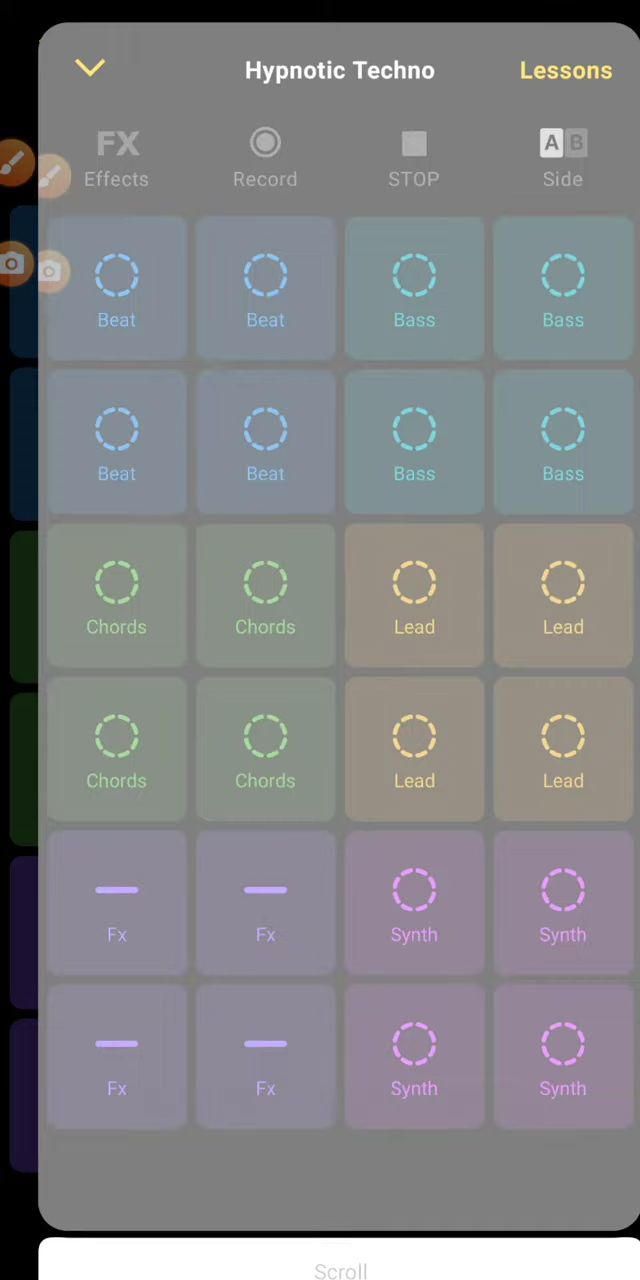 Hypnotic Techno Lessons
FX
Effects Record STOP A B Side
Beat Beat Bass Bass
Beat Beat Bass Bass
Chords Chords Lead Lead
Chords Chords Lead Lead
Fx Fx Synth Synth
Fx Fx Synth Synth
Scroll